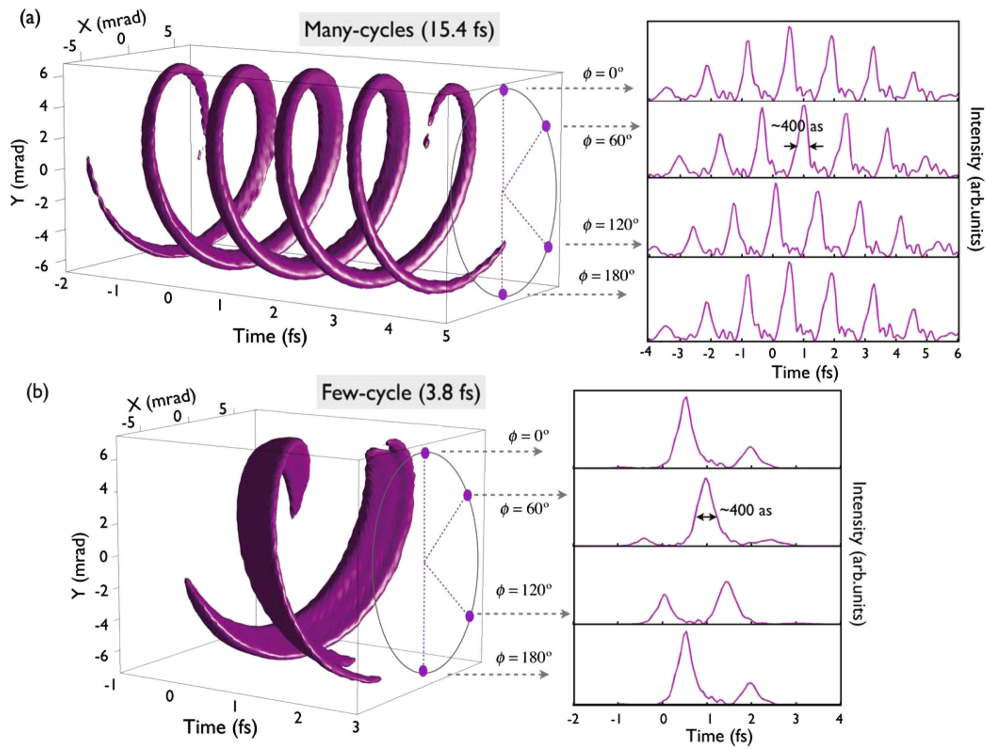 (a)
Many-cycles (15.4 fs)
X (mrad)
-5 0 5
Y (mrad)
6
4
2
0
-2
-4
-6
-2 -1 0 1 2 3 4 5
Time (fs)
ϕ = 0º
ϕ = 60º
ϕ = 120º
ϕ = 180º
~400 as
Intensity (arb.units)
-4 -3 -2 -1 0 1 2 3 4 5 6
Time (fs)
(b)
Few-cycle (3.8 fs)
X (mrad)
-5 0 5
Y (mrad)
6
4
2
0
-2
-4
-6
-1 0 1 2 3
Time (fs)
ϕ = 0º
ϕ = 60º
ϕ = 120º
ϕ = 180º
~400 as
Intensity (arb.units)
-2 -1 0 1 2 3 4
Time (fs)